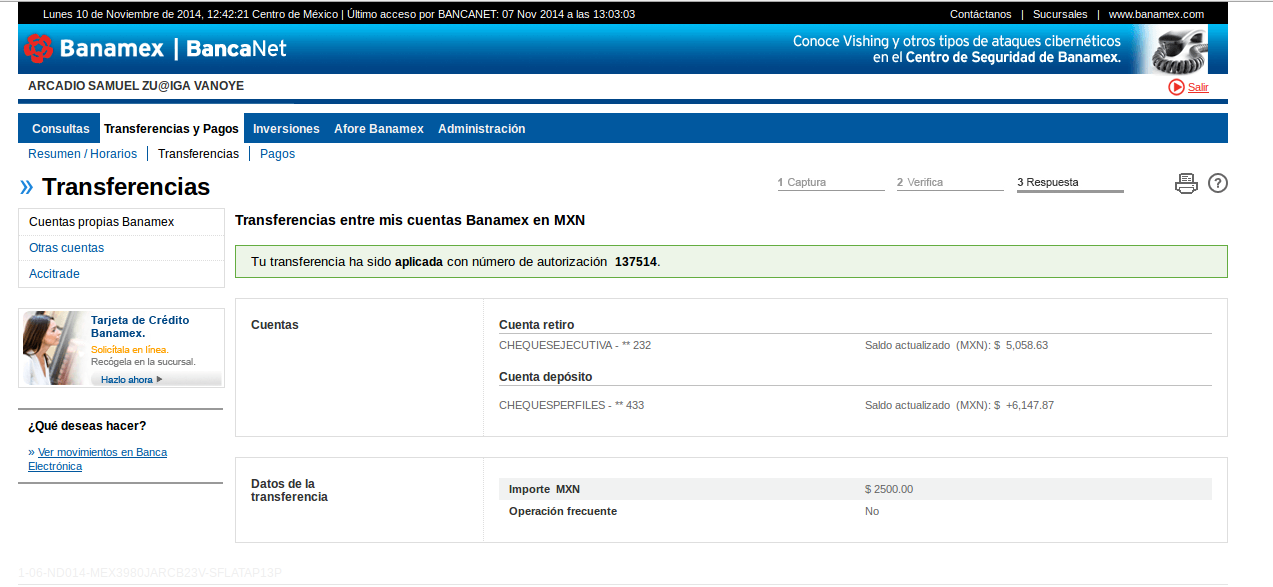 Lunes 10 de Noviembre de 2014, 12:42:21 Centro de México | Último acceso por BANCANET: 07 Nov 2014 a las 13:03:03
Contáctanos | Sucursales | www.banamex.com
Banamex | BancaNet
Conoce Vishing y otros tipos de ataques cibernéticos
en el Centro de Seguridad de Banamex.
ARCADIO SAMUEL ZU@IGA VANOYE
Salir
Consultas Transferencias y Pagos Inversiones Afore Banamex Administración
Resumen / Horarios | Transferencias | Pagos
» Transferencias
1 Captura 2 Verifica 3 Respuesta
?
Cuentas propias Banamex
Otras cuentas
Accitrade
Tarjeta de Crédito
Banamex.
Solicítala en línea.
Recógela en la sucursal.
Hazlo ahora
¿Qué deseas hacer?
» Ver movimientos en Banca
Electrónica
Transferencias entre mis cuentas Banamex en MXN
Tu transferencia ha sido aplicada con número de autorización 137514.
Cuentas
Cuenta retiro
CHEQUESEJECUTIVA - ** 232 Saldo actualizado (MXN): $ 5,058.63
Cuenta depósito
CHEQUESPERFILES - ** 433 Saldo actualizado (MXN): $ +6,147.87
Datos de la
transferencia
Importe MXN $ 2500.00
Operación frecuente No
1-06-ND014-MEX3980JARCB23V-SFLATAP13P